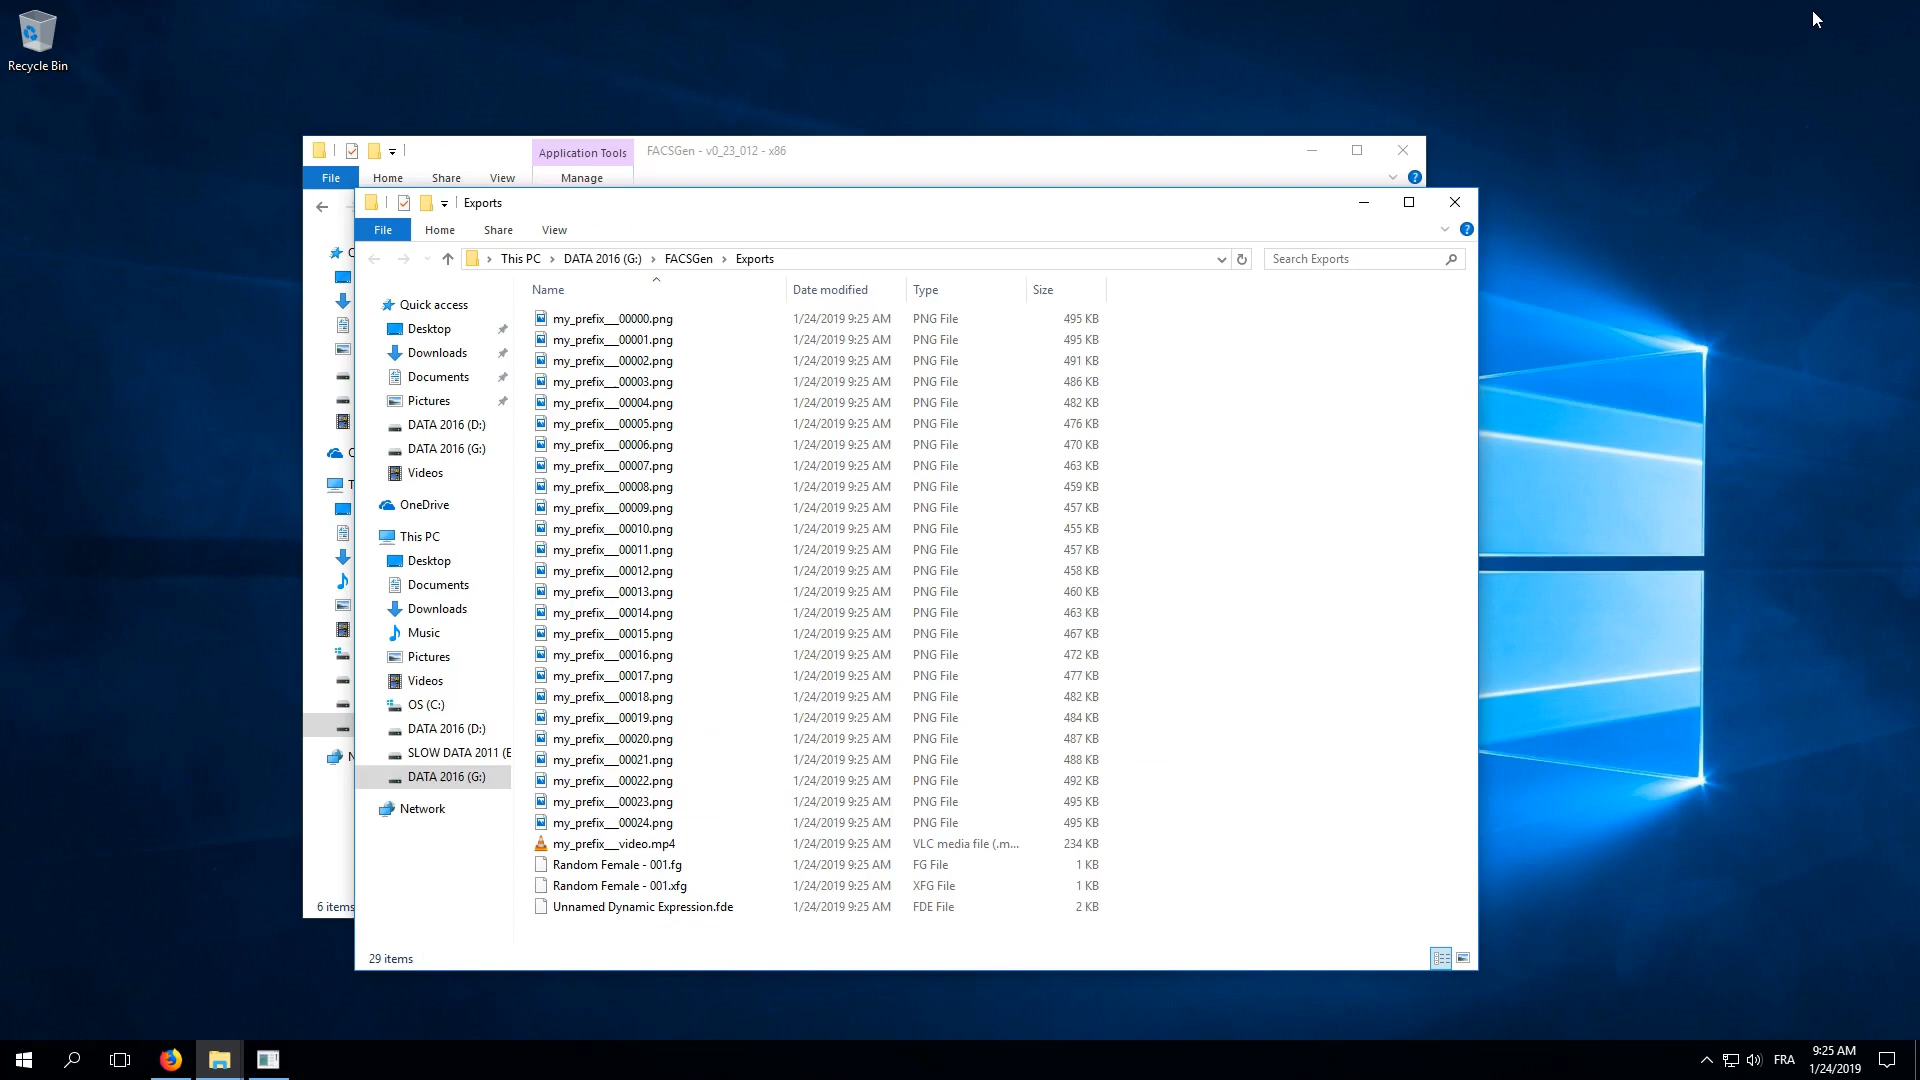 Recycle Bin
Application Tools
FACSGen - v0_23_012 - x86
File
Home
Share
View
Manage
Exports
File
Home
Share
View
This PC
DATA 2016 (G:)
FACSGen
Exports
Search Exports
Name
Date modified
Type
Size
Quick access
Desktop
Downloads
Documents
Pictures
DATA 2016 (D:)
DATA 2016 (G:)
Videos
OneDrive
This PC
Desktop
Documents
Downloads
Music
Pictures
Videos
OS (C:)
DATA 2016 (D:)
SLOW DATA 2011 (E
DATA 2016 (G:)
Network
my_prefix__00000.png 1/24/2019 9:25 AM PNG File 495 KB
my_prefix__00001.png 1/24/2019 9:25 AM PNG File 495 KB
my_prefix__00002.png 1/24/2019 9:25 AM PNG File 491 KB
my_prefix__00003.png 1/24/2019 9:25 AM PNG File 486 KB
my_prefix__00004.png 1/24/2019 9:25 AM PNG File 482 KB
my_prefix__00005.png 1/24/2019 9:25 AM PNG File 476 KB
my_prefix__00006.png 1/24/2019 9:25 AM PNG File 470 KB
my_prefix__00007.png 1/24/2019 9:25 AM PNG File 463 KB
my_prefix__00008.png 1/24/2019 9:25 AM PNG File 459 KB
my_prefix__00009.png 1/24/2019 9:25 AM PNG File 457 KB
my_prefix__00010.png 1/24/2019 9:25 AM PNG File 455 KB
my_prefix__00011.png 1/24/2019 9:25 AM PNG File 457 KB
my_prefix__00012.png 1/24/2019 9:25 AM PNG File 458 KB
my_prefix__00013.png 1/24/2019 9:25 AM PNG File 460 KB
my_prefix__00014.png 1/24/2019 9:25 AM PNG File 463 KB
my_prefix__00015.png 1/24/2019 9:25 AM PNG File 467 KB
my_prefix__00016.png 1/24/2019 9:25 AM PNG File 472 KB
my_prefix__00017.png 1/24/2019 9:25 AM PNG File 477 KB
my_prefix__00018.png 1/24/2019 9:25 AM PNG File 482 KB
my_prefix__00019.png 1/24/2019 9:25 AM PNG File 484 KB
my_prefix__00020.png 1/24/2019 9:25 AM PNG File 487 KB
my_prefix__00021.png 1/24/2019 9:25 AM PNG File 488 KB
my_prefix__00022.png 1/24/2019 9:25 AM PNG File 492 KB
my_prefix__00023.png 1/24/2019 9:25 AM PNG File 495 KB
my_prefix__00024.png 1/24/2019 9:25 AM PNG File 495 KB
my_prefix__video.mp4 1/24/2019 9:25 AM VLC media file (.m... 234 KB
Random Female - 001.fg 1/24/2019 9:25 AM FG File 1 KB
Random Female - 001.xfg 1/24/2019 9:25 AM XFG File 1 KB
Unnamed Dynamic Expression.fde 1/24/2019 9:25 AM FDE File 2 KB
6 items
29 items
FRA
9:25 AM
1/24/2019